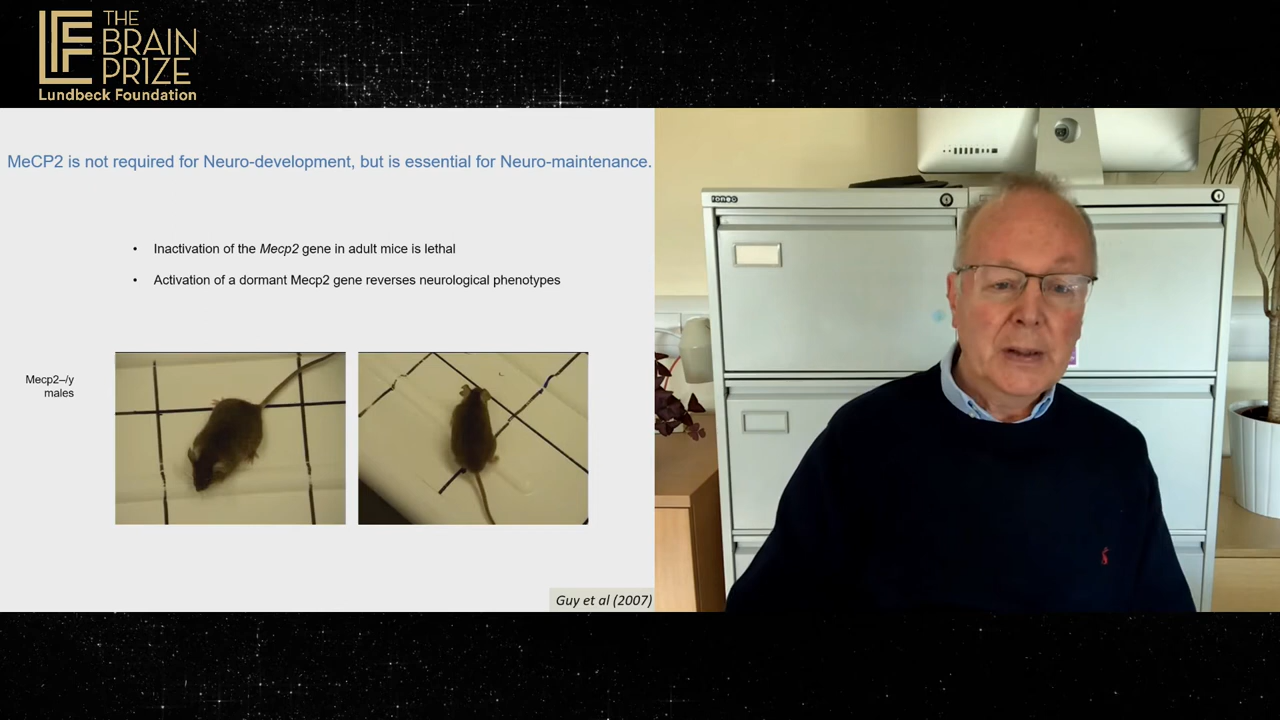 THE
BRAIN
PRIZE
Lundbeck Foundation
MeCP2 is not required for Neuro-development, but is essential for Neuro-maintenance.
• Inactivation of the Mecp2 gene in adult mice is lethal
• Activation of a dormant Mecp2 gene reverses neurological phenotypes
Mecp2–/y
males
Guy et al (2007)